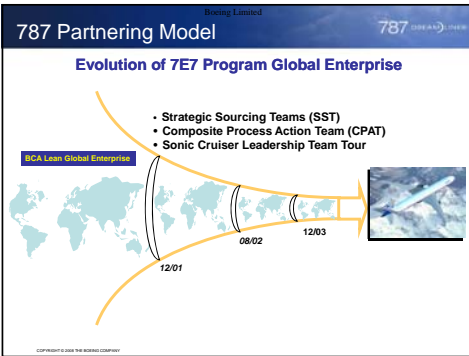 Boeing Limited
787 Partnering Model
787 DREAMLINER
Evolution of 7E7 Program Global Enterprise
• Strategic Sourcing Teams (SST)
• Composite Process Action Team (CPAT)
• Sonic Cruiser Leadership Team Tour
BCA Lean Global Enterprise
12/03
08/02
12/01
COPYRIGHT © 2006 THE BOEING COMPANY